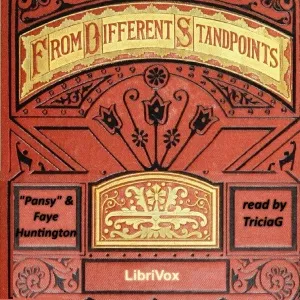 FROM DIFFERENT STANDPOINTS
"Pansy" &
Faye
Huntington
read by
TriciaG
LibriVox